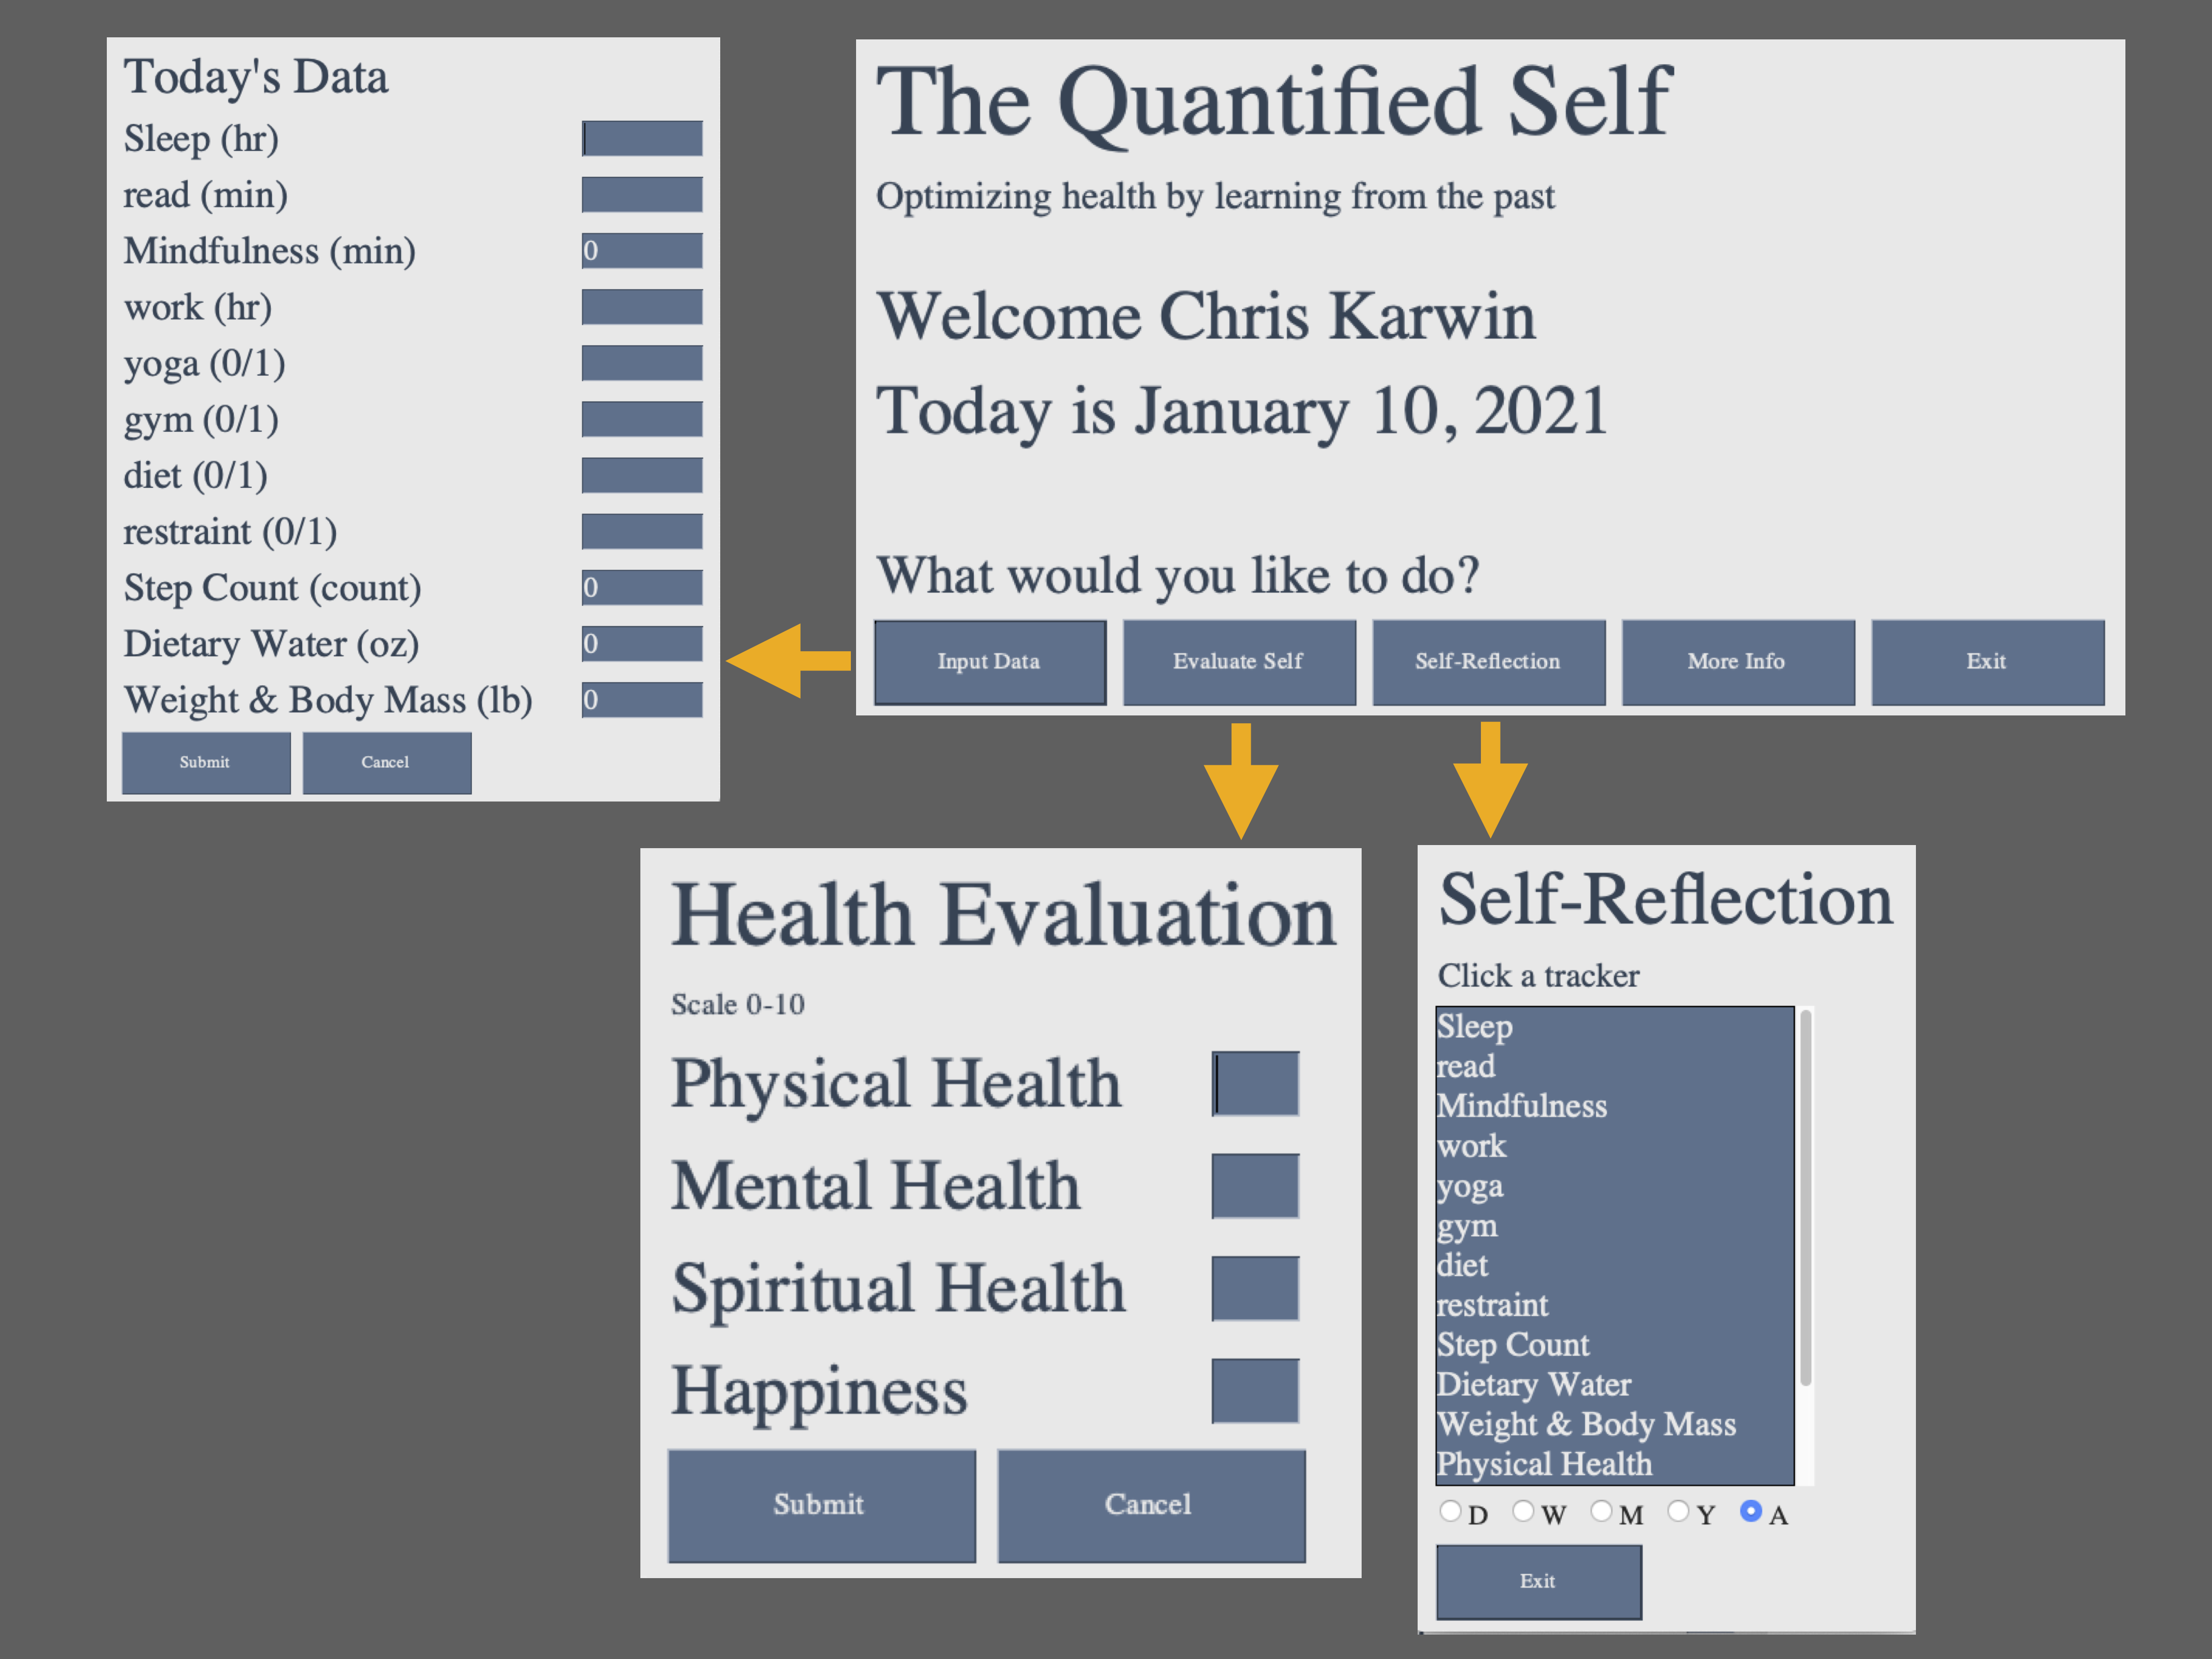 Today's Data
Sleep (hr)
read (min)
Mindfulness (min) 0
work (hr)
yoga (0/1)
gym (0/1)
diet (0/1)
restraint (0/1)
Step Count (count) 0
Dietary Water (oz) 0
Weight & Body Mass (lb) 0
Submit Cancel
The Quantified Self
Optimizing health by learning from the past
Welcome Chris Karwin
Today is January 10, 2021
What would you like to do?
Input Data Evaluate Self Self-Reflection More Info Exit
Health Evaluation
Scale 0-10
Physical Health
Mental Health
Spiritual Health
Happiness
Submit Cancel
Self-Reflection
Click a tracker
Sleep
read
Mindfulness
work
yoga
gym
diet
restraint
Step Count
Dietary Water
Weight & Body Mass
Physical Health
D W M Y A
Exit